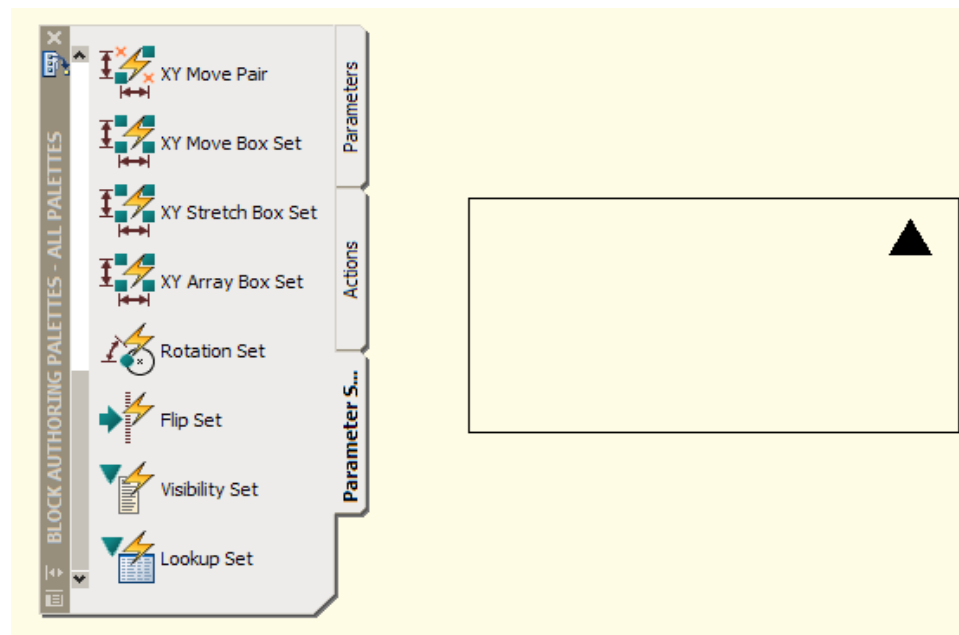 BLOCK AUTHORING PALETTES - ALL PALETTES
XY Move Pair
XY Move Box Set
XY Stretch Box Set
XY Array Box Set
Rotation Set
Flip Set
Visibility Set
Lookup Set
Parameters
Actions
Parameter S...